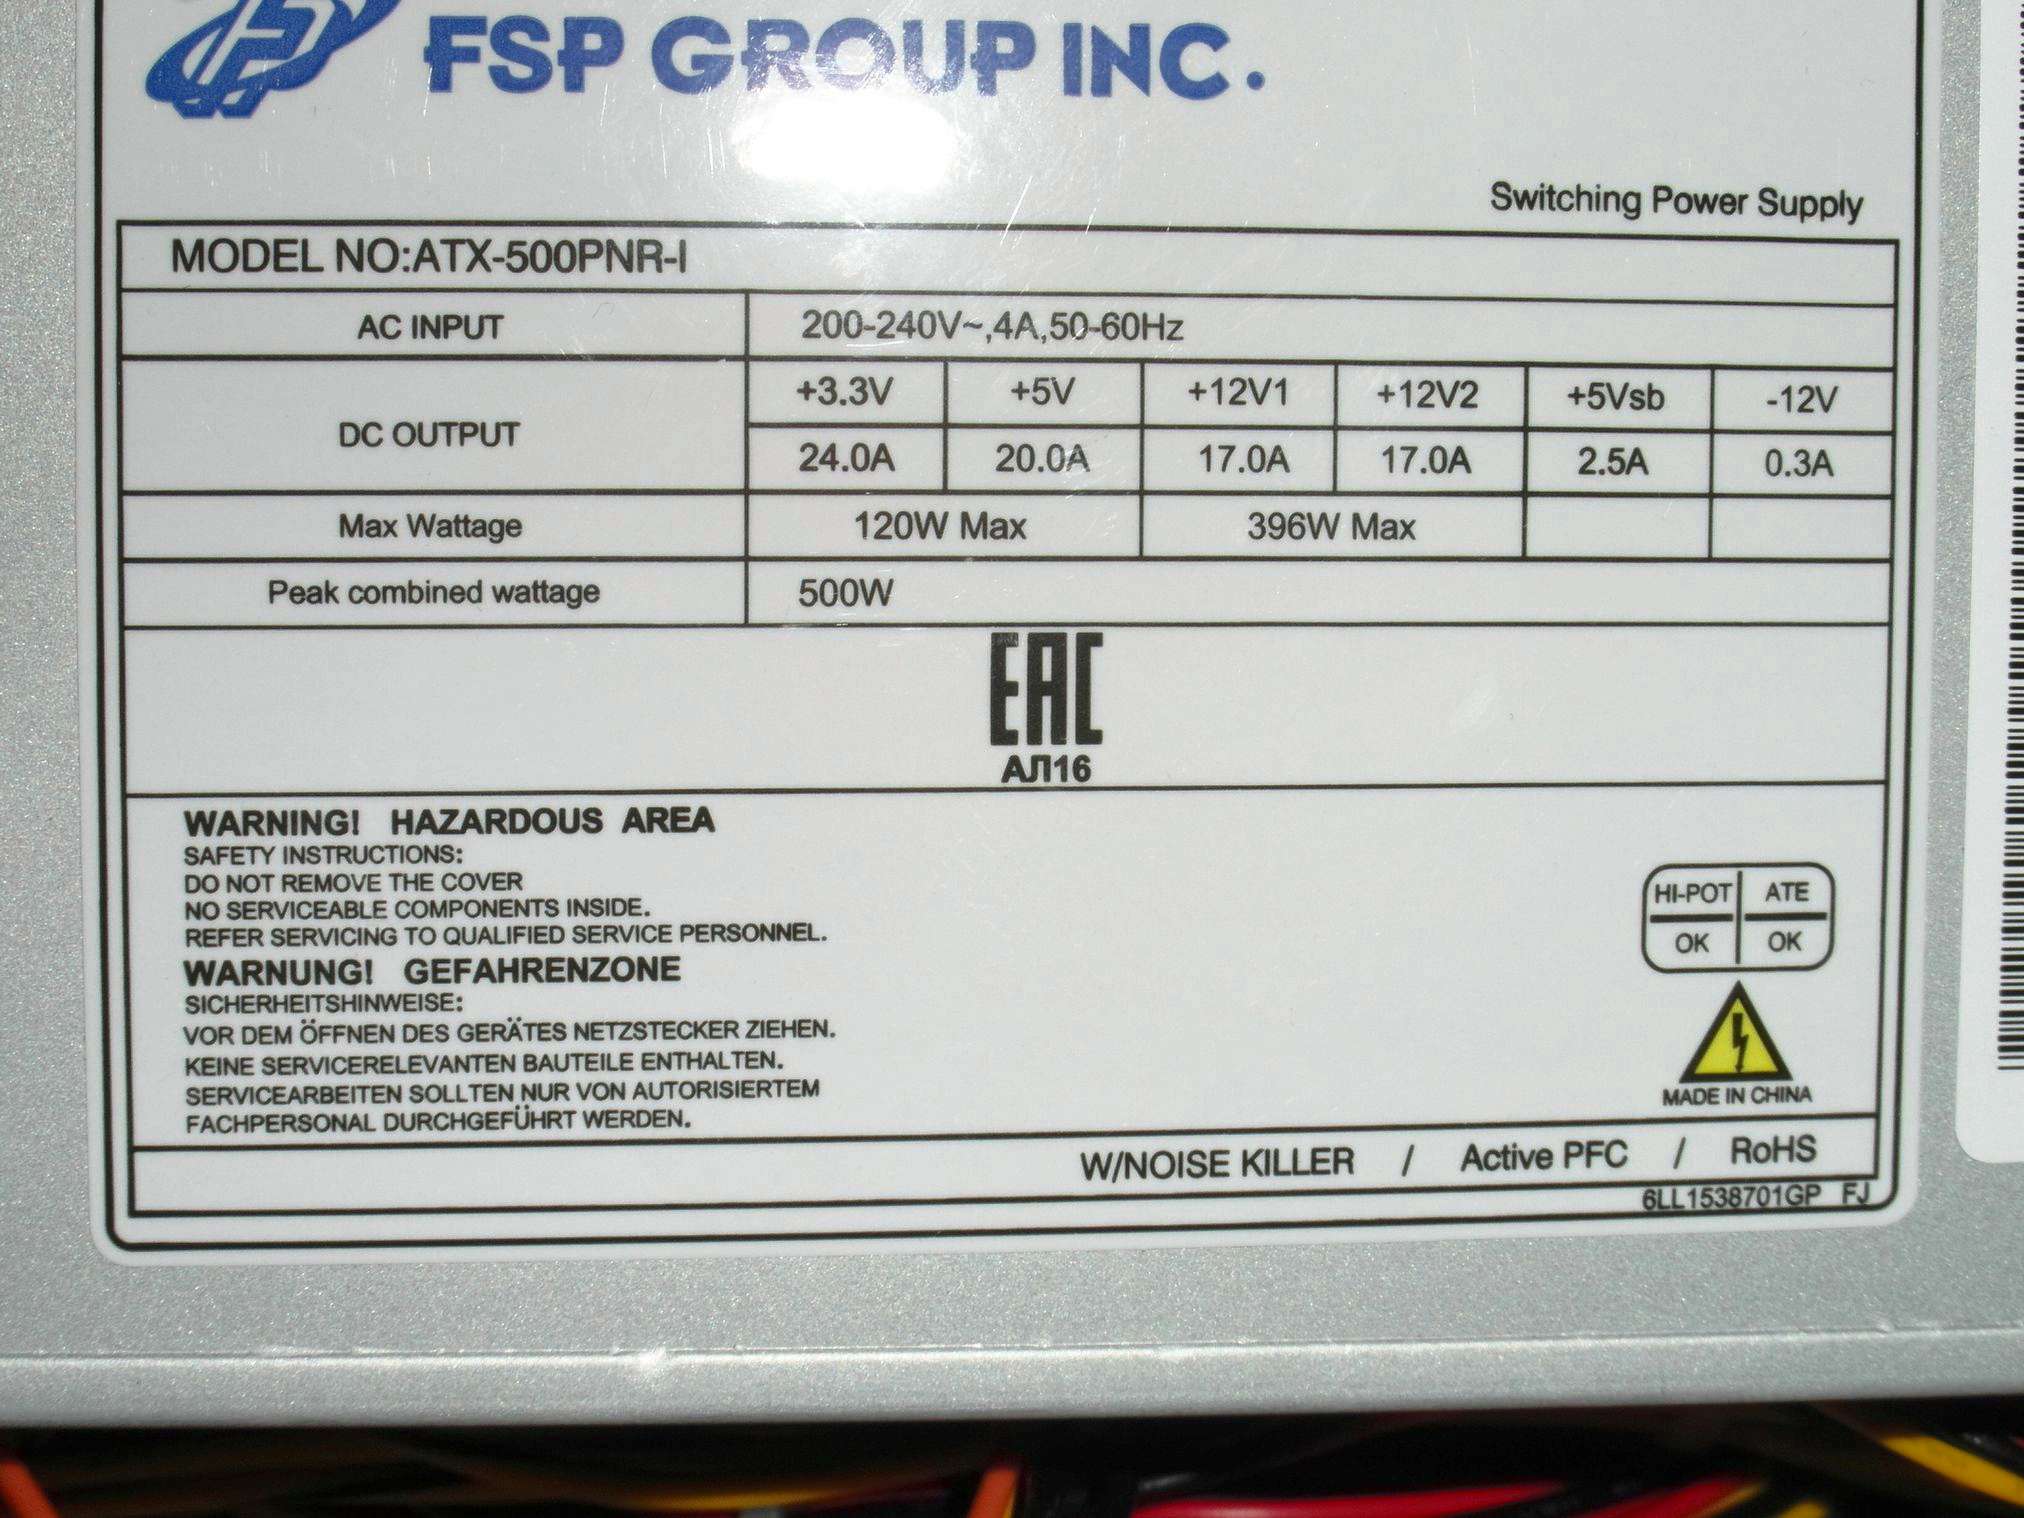 FSP GROUP INC.
Switching Power Supply
MODEL NO:ATX-500PNR-I
AC INPUT 200-240V~,4A,50-60Hz
DC OUTPUT
+3.3V +5V +12V1 +12V2 +5Vsb -12V
24.0A 20.0A 17.0A 17.0A 2.5A 0.3A
Max Wattage 120W Max 396W Max
Peak combined wattage 500W
EAC
АЛ16
WARNING! HAZARDOUS AREA
SAFETY INSTRUCTIONS:
DO NOT REMOVE THE COVER
NO SERVICEABLE COMPONENTS INSIDE.
REFER SERVICING TO QUALIFIED SERVICE PERSONNEL.
WARNUNG! GEFAHRENZONE
SICHERHEITSHINWEISE:
VOR DEM ÖFFNEN DES GERÄTES NETZSTECKER ZIEHEN.
KEINE SERVICERELEVANTEN BAUTEILE ENTHALTEN.
SERVICEARBEITEN SOLLTEN NUR VON AUTORISIERTEM
FACHPERSONAL DURCHGEFÜHRT WERDEN.
HI-POT ATE
OK OK
MADE IN CHINA
W/NOISE KILLER / Active PFC / RoHS
6LL1538701GP FJ